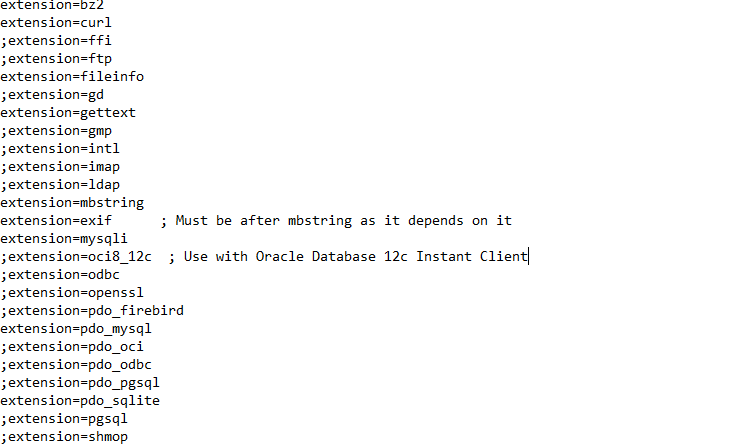 extension=bz2
extension=curl
;extension=ffi
;extension=ftp
extension=fileinfo
;extension=gd
extension=gettext
;extension=gmp
;extension=intl
;extension=imap
;extension=ldap
extension=mbstring
extension=exif      ; Must be after mbstring as it depends on it
extension=mysqli
;extension=oci8_12c  ; Use with Oracle Database 12c Instant Client
;extension=odbc
;extension=openssl
;extension=pdo_firebird
extension=pdo_mysql
;extension=pdo_oci
;extension=pdo_odbc
;extension=pdo_pgsql
extension=pdo_sqlite
;extension=pgsql
;extension=shmop